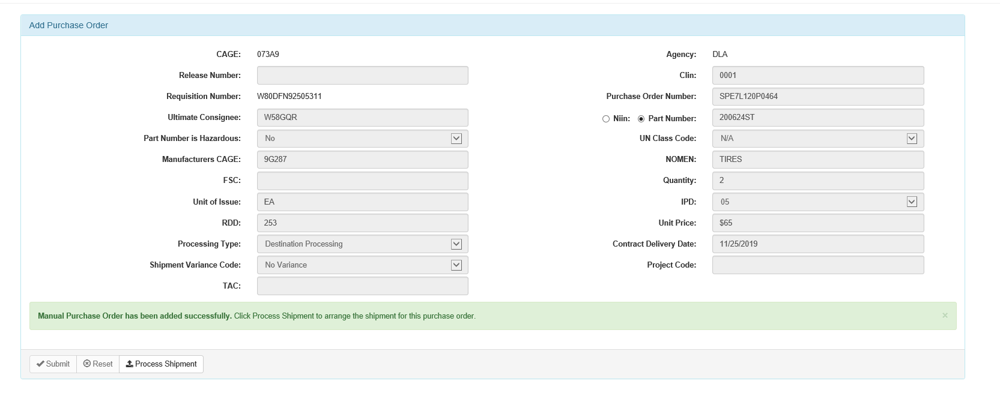 Add Purchase Order
CAGE: 073A9 Agency: DLA
Release Number: Clin: 0001
Requisition Number: W80DFN92505311 Purchase Order Number: SPE7L120P0464
Ultimate Consignee: W58GQR Niin: Part Number: 200624ST
Part Number is Hazardous: No UN Class Code: N/A
Manufacturers CAGE: 9G287 NOMEN: TIRES
FSC: Quantity: 2
Unit of Issue: EA IPD: 05
RDD: 253 Unit Price: $65
Processing Type: Destination Processing Contract Delivery Date: 11/25/2019
Shipment Variance Code: No Variance Project Code:
TAC:
Manual Purchase Order has been added successfully. Click Process Shipment to arrange the shipment for this purchase order. ×
Submit Reset Process Shipment